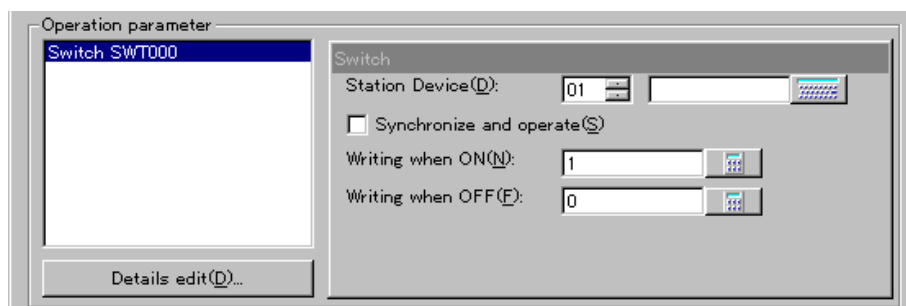 Operation parameter
Switch SWT000
Switch
Station Device(D): 01
Synchronize and operate(S)
Writing when ON(N): 1
Writing when OFF(F): 0
Details edit(D)...